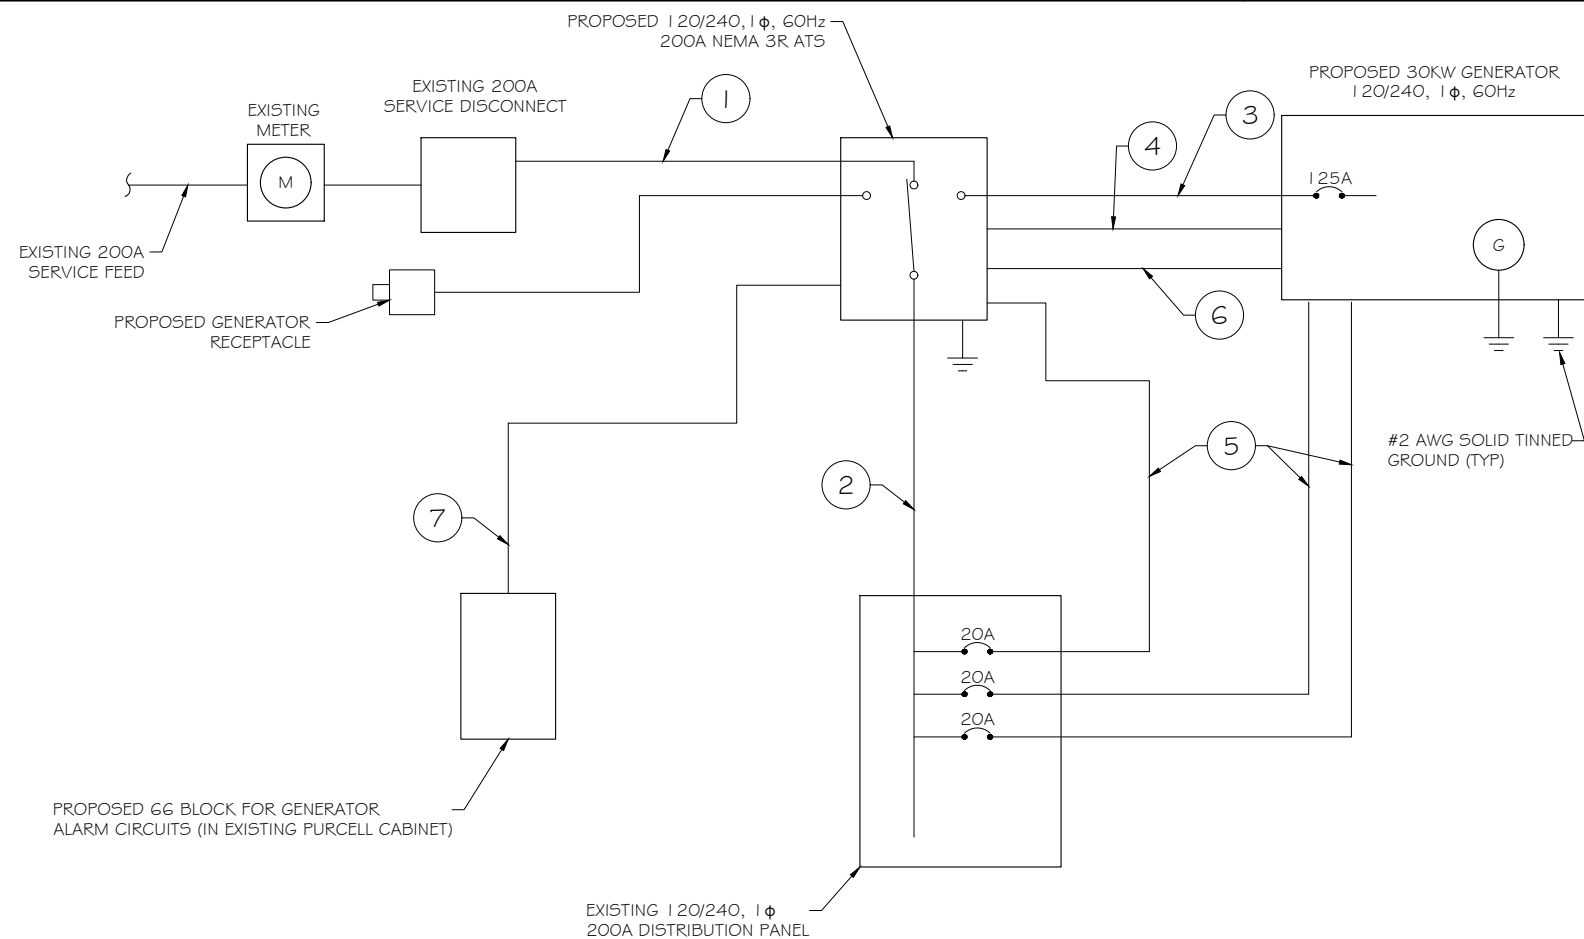 PROPOSED 120/240, 1ϕ, 60Hz
200A NEMA 3R ATS
EXISTING 200A
SERVICE DISCONNECT
EXISTING
METER
M
1
PROPOSED 30KW GENERATOR
120/240, 1ϕ, 60Hz
3
4
125A
G
EXISTING 200A
SERVICE FEED
PROPOSED GENERATOR
RECEPTACLE
6
#2 AWG SOLID TINNED
GROUND (TYP)
5
2
7
20A
20A
20A
PROPOSED 66 BLOCK FOR GENERATOR
ALARM CIRCUITS (IN EXISTING PURCELL CABINET)
EXISTING 120/240, 1ϕ
200A DISTRIBUTION PANEL